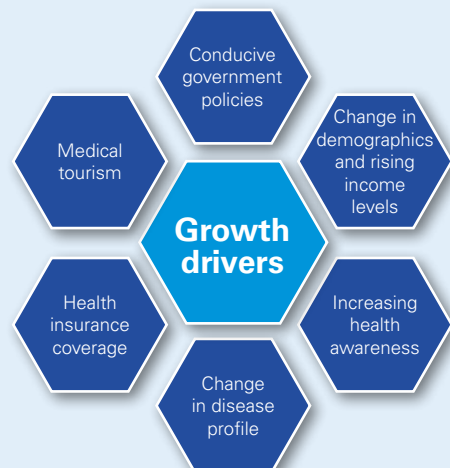 Conducive
government
policies
Change in
demographics
and rising
income
levels
Medical
tourism
Growth
drivers
Health
insurance
coverage
Increasing
health
awareness
Change
in disease
profile